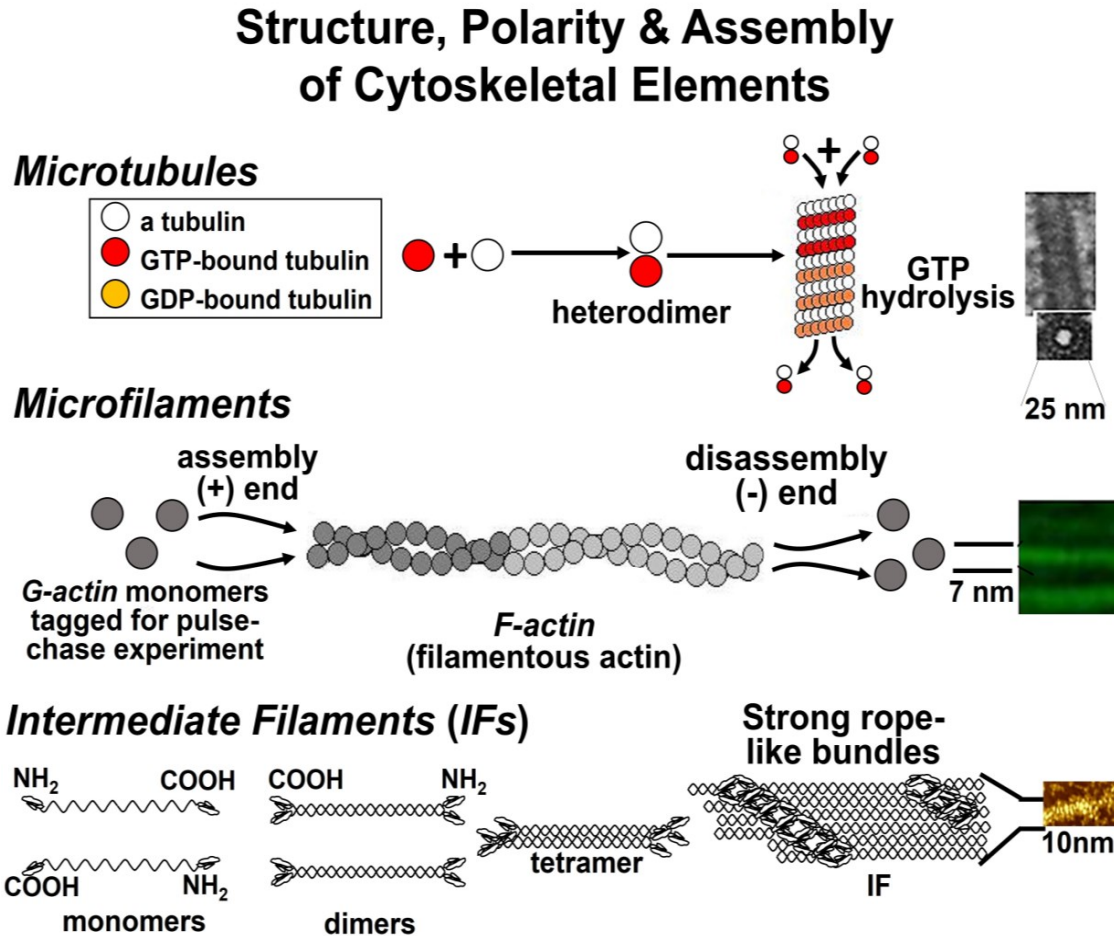 Structure, Polarity & Assembly
of Cytoskeletal Elements
Microtubules
a tubulin
GTP-bound tubulin
GDP-bound tubulin
+
heterodimer
+
GTP
hydrolysis
25 nm
Microfilaments
assembly
(+) end
disassembly
(-) end
G-actin monomers
tagged for pulse-
chase experiment
F-actin
(filamentous actin)
7 nm
Intermediate Filaments (IFs)
Strong rope-
like bundles
NH2
COOH
COOH
NH2
COOH
NH2
monomers
dimers
tetramer
IF
10nm